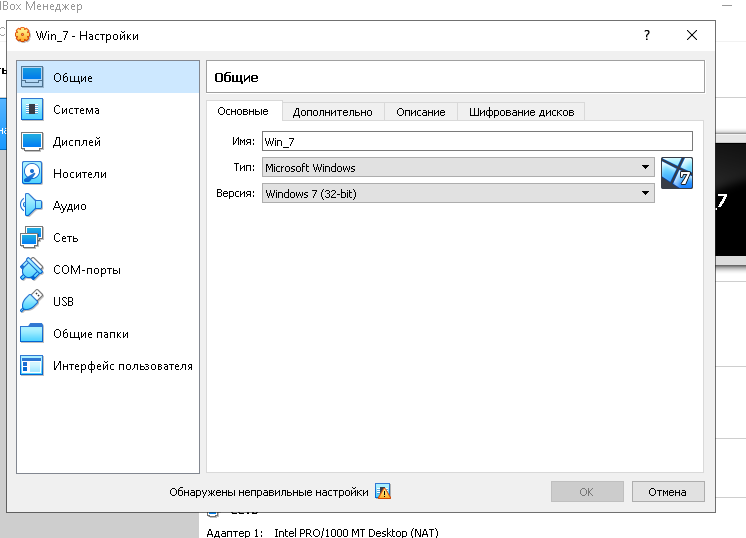 lBox Менеджер
Win_7 - Настройки
?
Общие
Система
Дисплей
Носители
Аудио
Сеть
COM-порты
USB
Общие папки
Интерфейс пользователя
Общие
Основные Дополнительно Описание Шифрование дисков
Имя: Win_7
Тип: Microsoft Windows
7
Версия: Windows 7 (32-bit)
_7
Обнаружены неправильные настройки
OK Отмена
Адаптер 1: Intel PRO/1000 MT Desktop (NAT)